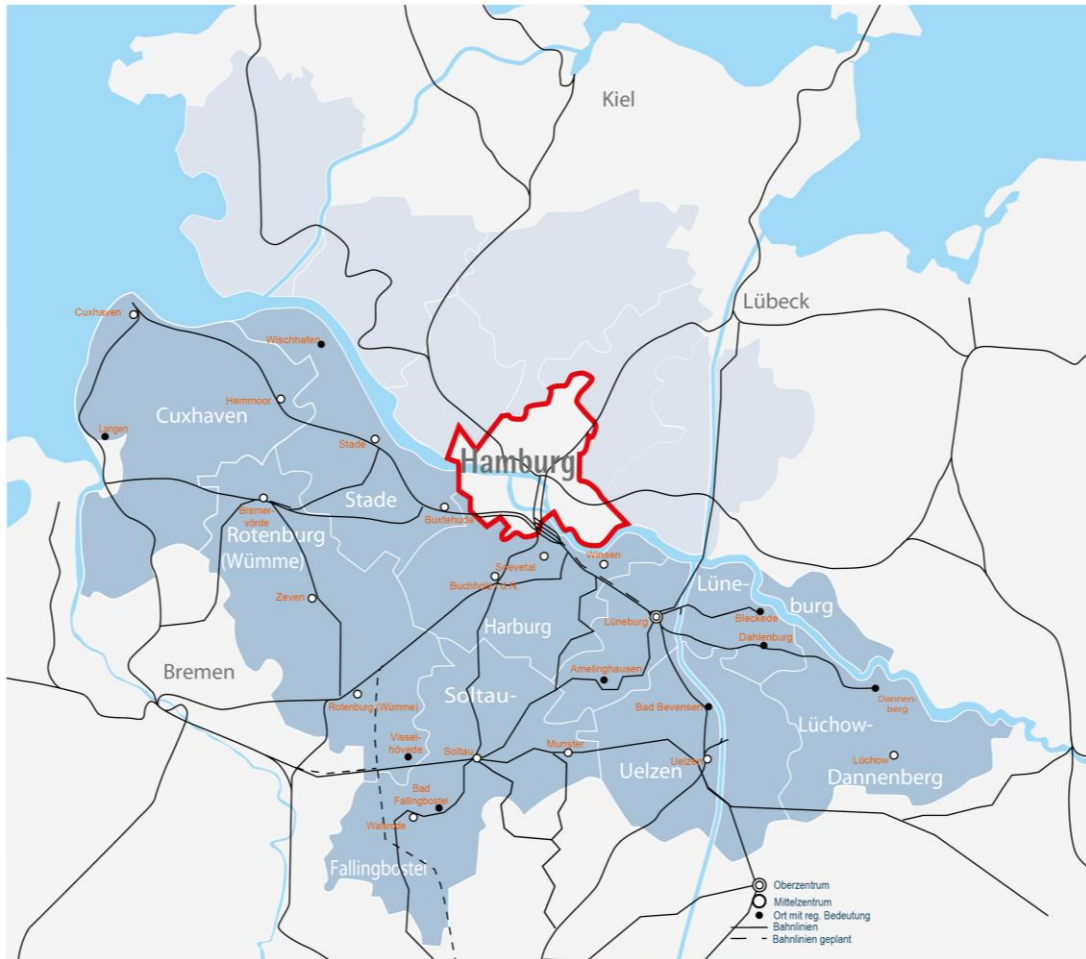 Kiel
Lübeck
Cuxhaven
Wischhafen
Hemmoor
Cuxhaven
Langen
Stade
Hamburg
Stade
Bremer-
vörde
Buxtehude
Rotenburg
(Wümme)
Seevetal
Winsen
Buchholz i.d.N.
Zeven
Lüne-
burg
Bleckede
Lüneburg
Harburg
Dahlenburg
Bremen
Amelinghausen
Rotenburg (Wümme)
Soltau-
Bad Bevensen
Dannen-
berg
Lüchow-
Vissel-
hövede
Soltau
Munster
Uelzen
Uelzen
Lüchow
Dannenberg
Bad
Fallingbostel
Walsrode
Fallingbostel
Oberzentrum
Mittelzentrum
Ort mit reg. Bedeutung
Bahnlinien
Bahnlinien geplant